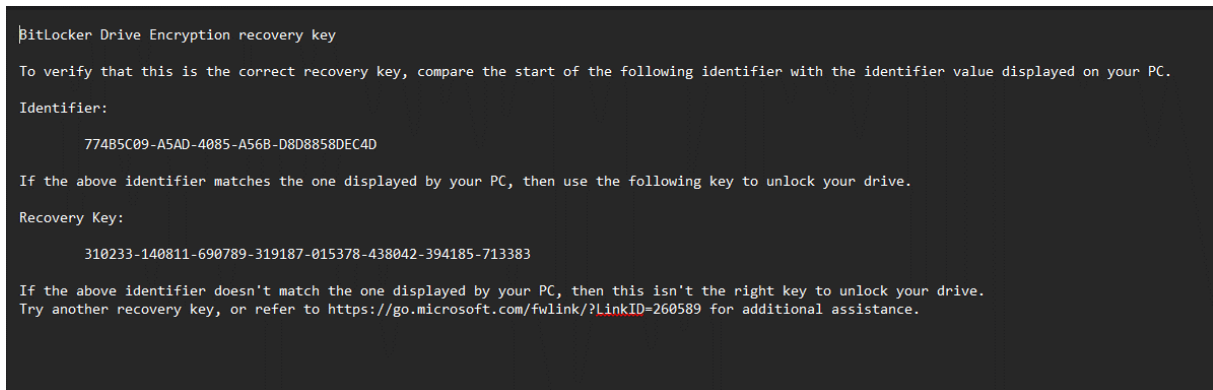 BitLocker Drive Encryption recovery key
To verify that this is the correct recovery key, compare the start of the following identifier with the identifier value displayed on your PC.
Identifier:
774B5C09-A5AD-4085-A56B-D8D8858DEC4D
If the above identifier matches the one displayed by your PC, then use the following key to unlock your drive.
Recovery Key:
310233-140811-690789-319187-015378-438042-394185-713383
If the above identifier doesn't match the one displayed by your PC, then this isn't the right key to unlock your drive.
Try another recovery key, or refer to https://go.microsoft.com/fwlink/?LinkID=260589 for additional assistance.